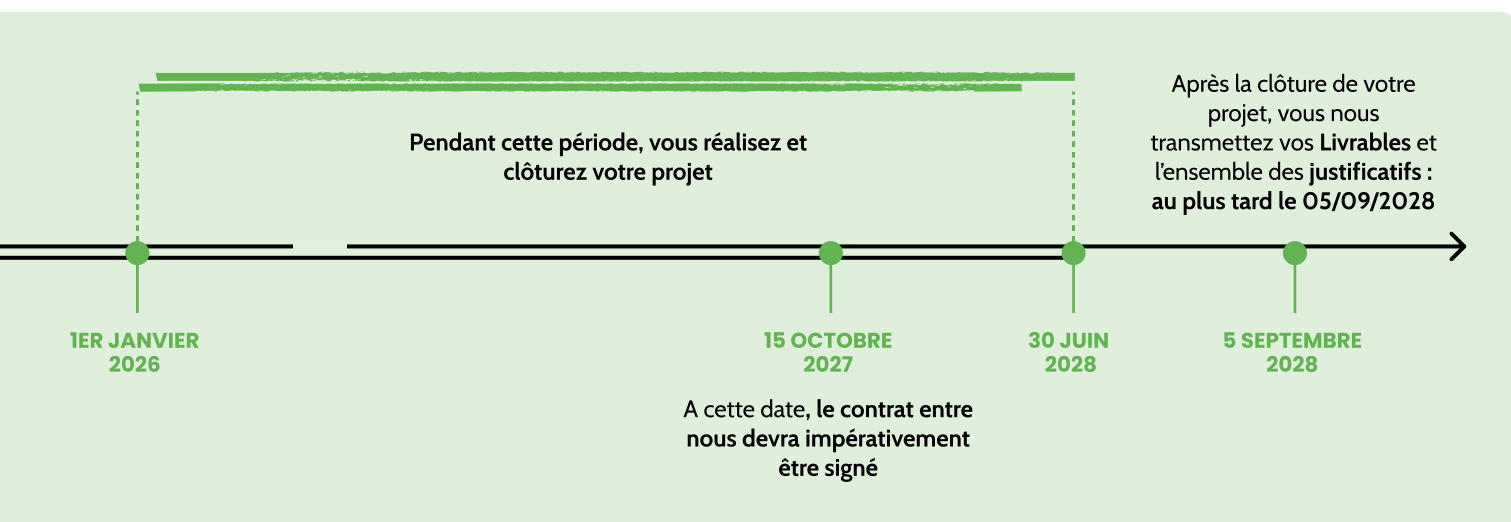 Pendant cette période, vous réalisez et
clôturez votre projet
Après la clôture de votre
projet, vous nous
transmettez vos Livrables et
l’ensemble des justificatifs :
au plus tard le 05/09/2028
1ER JANVIER
2026
15 OCTOBRE
2027
30 JUIN
2028
5 SEPTEMBRE
2028
A cette date, le contrat entre
nous devra impérativement
être signé